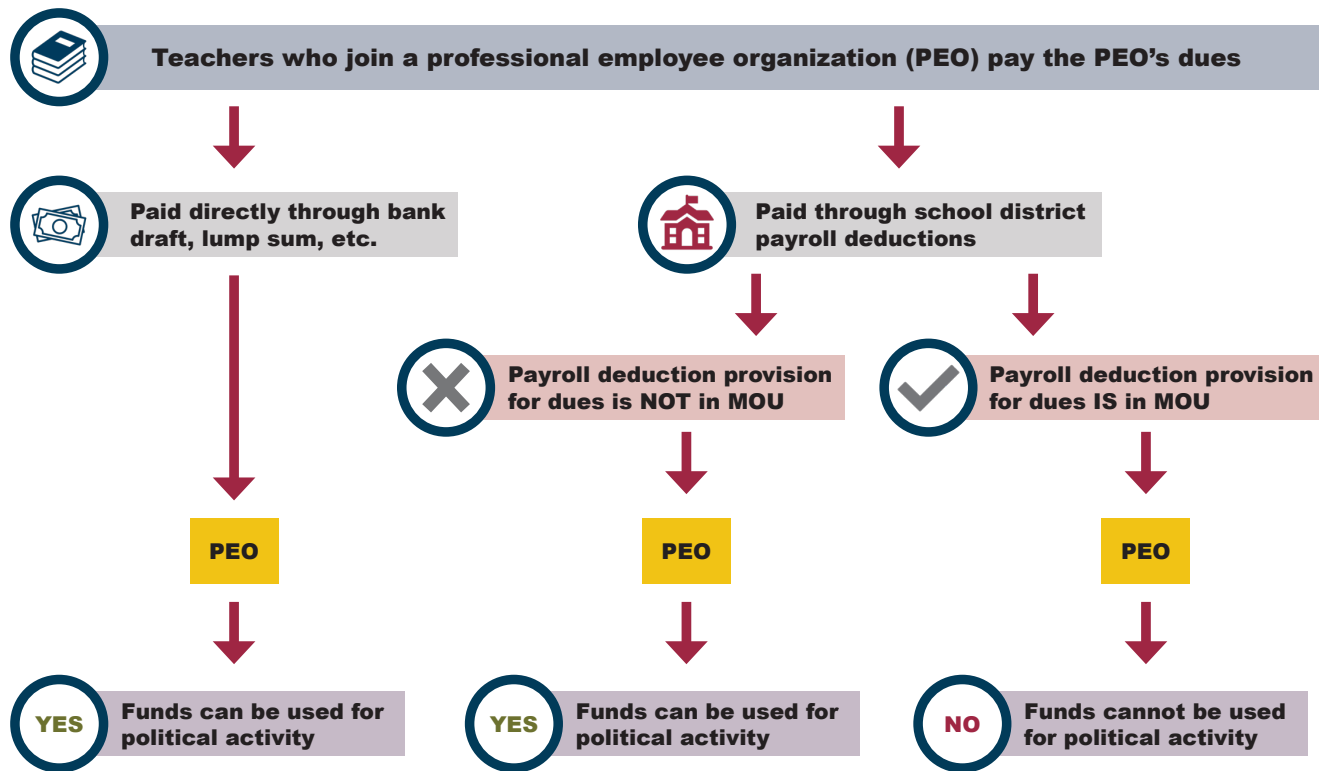 Teachers who join a professional employee organization (PEO) pay the PEO’s dues
Paid directly through bank
draft, lump sum, etc.
Paid through school district
payroll deductions
Payroll deduction provision
for dues is NOT in MOU
Payroll deduction provision
for dues IS in MOU
PEO
PEO
PEO
YES
Funds can be used for
political activity
YES
Funds can be used for
political activity
NO
Funds cannot be used
for political activity